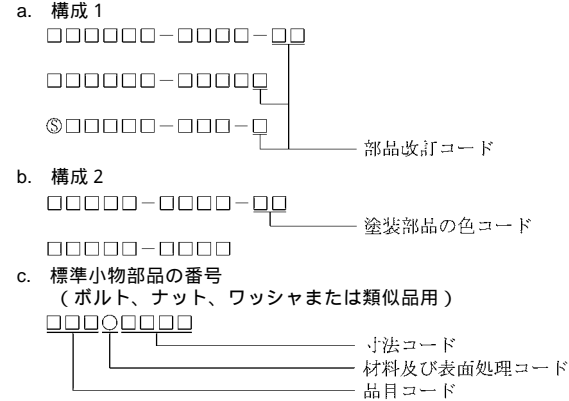 a. 構成1
□□□□□□−□□□□−□□
□□□□□□−□□□□□
Ⓢ□□□□□−□□□−□
部品改訂コード
b. 構成2
□□□□□−□□□□−□□
塗装部品の色コード
□□□□□−□□□□
c. 標準小物部品の番号
(ボルト、ナット、ワッシャまたは類似品用)
□□□○□□□□
寸法コード
材料及び表面処理コード
品目コード